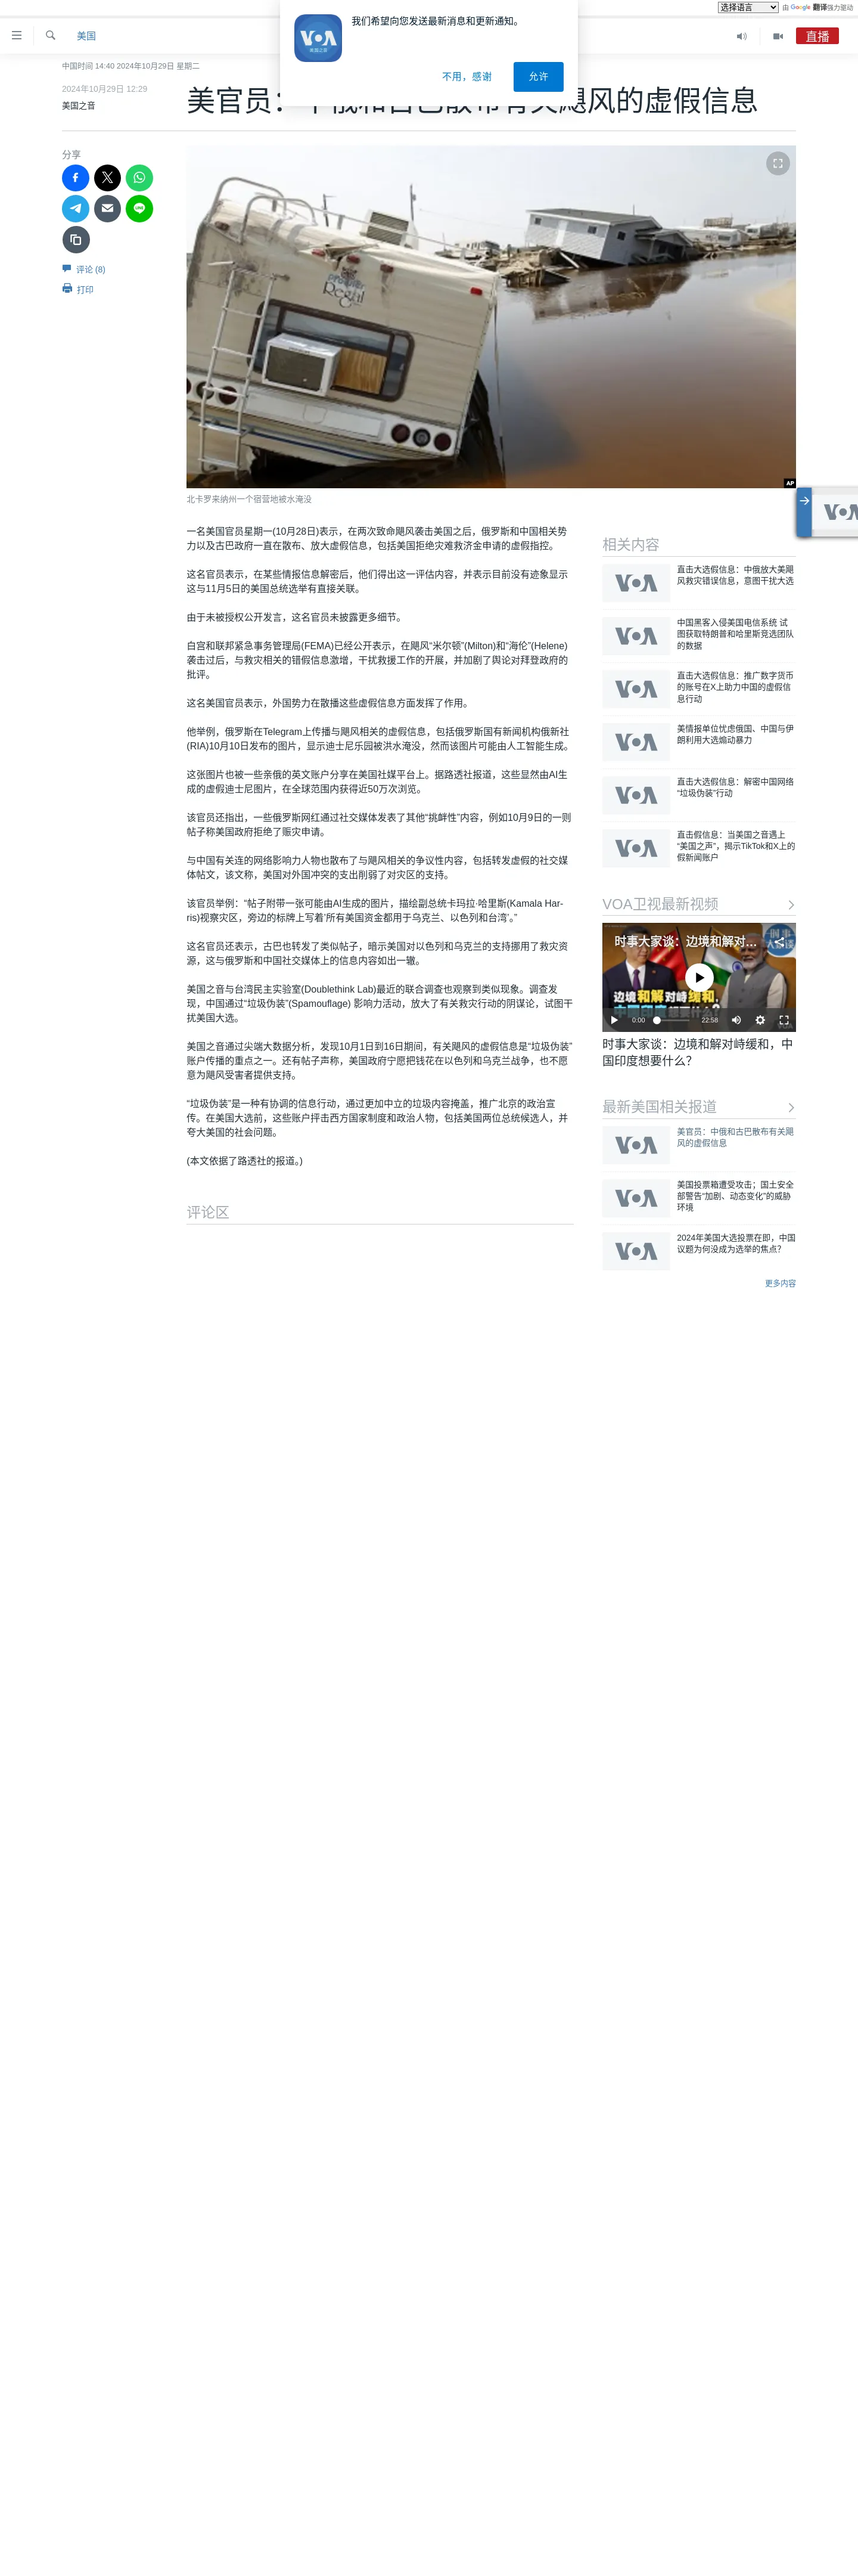 选择语言
由 Google 翻译强力驱动
美国
直播
VOA
美国之音
我们希望向您发送最新消息和更新通知。
不用，感谢
允许
中国时间 14:40 2024年10月29日 星期二
2024年10月29日 12:29
美国之音
美官员：中俄和古巴散布有关飓风的虚假信息
分享
LINE
评论 (8)
打印
Prowler
Regal
AP
北卡罗来纳州一个宿营地被水淹没
一名美国官员星期一(10月28日)表示，在两次致命飓风袭击美国之后，俄罗斯和中国相关势
力以及古巴政府一直在散布、放大虚假信息，包括美国拒绝灾难救济金申请的虚假指控。
这名官员表示，在某些情报信息解密后，他们得出这一评估内容，并表示目前没有迹象显示
这与11月5日的美国总统选举有直接关联。
由于未被授权公开发言，这名官员未披露更多细节。
白宫和联邦紧急事务管理局(FEMA)已经公开表示，在飓风“米尔顿”(Milton)和“海伦”(Helene)
袭击过后，与救灾相关的错假信息激增，干扰救援工作的开展，并加剧了舆论对拜登政府的
批评。
这名美国官员表示，外国势力在散播这些虚假信息方面发挥了作用。
他举例，俄罗斯在Telegram上传播与飓风相关的虚假信息，包括俄罗斯国有新闻机构俄新社
(RIA)10月10日发布的图片，显示迪士尼乐园被洪水淹没，然而该图片可能由人工智能生成。
这张图片也被一些亲俄的英文账户分享在美国社媒平台上。据路透社报道，这些显然由AI生
成的虚假迪士尼图片，在全球范围内获得近50万次浏览。
该官员还指出，一些俄罗斯网红通过社交媒体发表了其他“挑衅性”内容，例如10月9日的一则
帖子称美国政府拒绝了赈灾申请。
与中国有关连的网络影响力人物也散布了与飓风相关的争议性内容，包括转发虚假的社交媒
体帖文，该文称，美国对外国冲突的支出削弱了对灾区的支持。
该官员举例：“帖子附带一张可能由AI生成的图片，描绘副总统卡玛拉·哈里斯(Kamala Har-
ris)视察灾区，旁边的标牌上写着‘所有美国资金都用于乌克兰、以色列和台湾’。”
这名官员还表示，古巴也转发了类似帖子，暗示美国对以色列和乌克兰的支持挪用了救灾资
源，这与俄罗斯和中国社交媒体上的信息内容如出一辙。
美国之音与台湾民主实验室(Doublethink Lab)最近的联合调查也观察到类似现象。调查发
现，中国通过“垃圾伪装”(Spamouflage) 影响力活动，放大了有关救灾行动的阴谋论，试图干
扰美国大选。
美国之音通过尖端大数据分析，发现10月1日到16日期间，有关飓风的虚假信息是“垃圾伪装”
账户传播的重点之一。还有帖子声称，美国政府宁愿把钱花在以色列和乌克兰战争，也不愿
意为飓风受害者提供支持。
“垃圾伪装”是一种有协调的信息行动，通过更加中立的垃圾内容掩盖，推广北京的政治宣
传。在美国大选前，这些账户抨击西方国家制度和政治人物，包括美国两位总统候选人，并
夸大美国的社会问题。
(本文依据了路透社的报道。)
评论区
相关内容
VOA
直击大选假信息：中俄放大美飓
风救灾错误信息，意图干扰大选
VOA
中国黑客入侵美国电信系统 试
图获取特朗普和哈里斯竞选团队
的数据
VOA
直击大选假信息：推广数字货币
的账号在X上助力中国的虚假信
息行动
VOA
美情报单位忧虑俄国、中国与伊
朗利用大选煽动暴力
VOA
直击大选假信息：解密中国网络
“垃圾伪装”行动
VOA
直击假信息：当美国之音遇上
“美国之声”，揭示TikTok和X上的
假新闻账户
VOA卫视最新视频
时事大家谈：边境和解对...
边境和解对峙缓和，
0:00
22:58
时事大家谈：边境和解对峙缓和，中
国印度想要什么？
最新美国相关报道
VOA
美官员：中俄和古巴散布有关飓
风的虚假信息
VOA
美国投票箱遭受攻击；国土安全
部警告“加剧、动态变化”的威胁
环境
VOA
2024年美国大选投票在即，中国
议题为何没成为选举的焦点？
更多内容